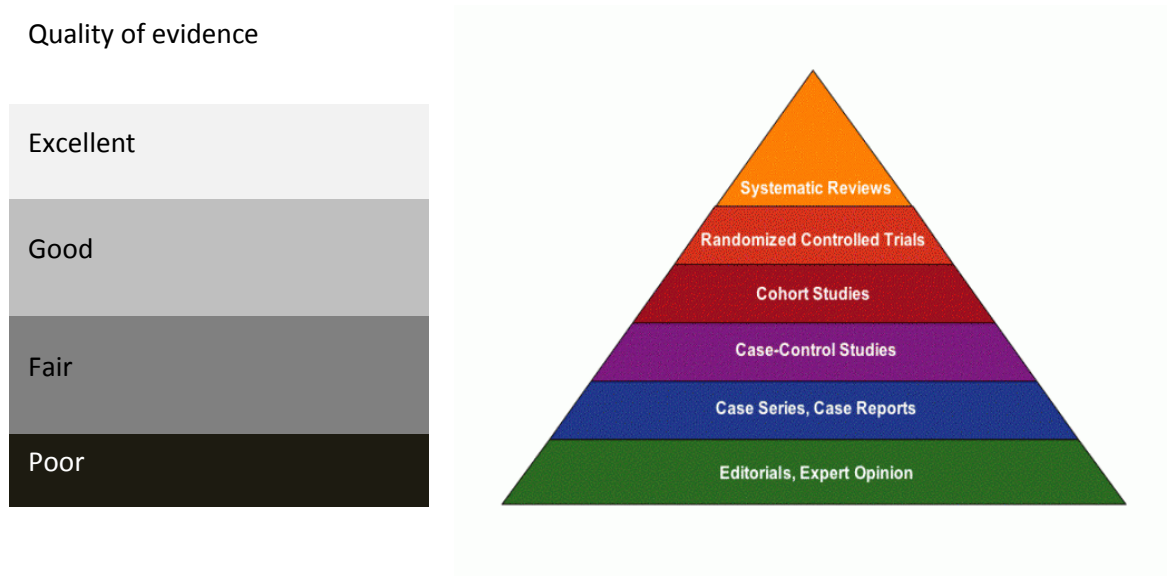 Quality of evidence
Excellent
Good
Fair
Poor
Systematic Reviews
Randomized Controlled Trials
Cohort Studies
Case-Control Studies
Case Series, Case Reports
Editorials, Expert Opinion